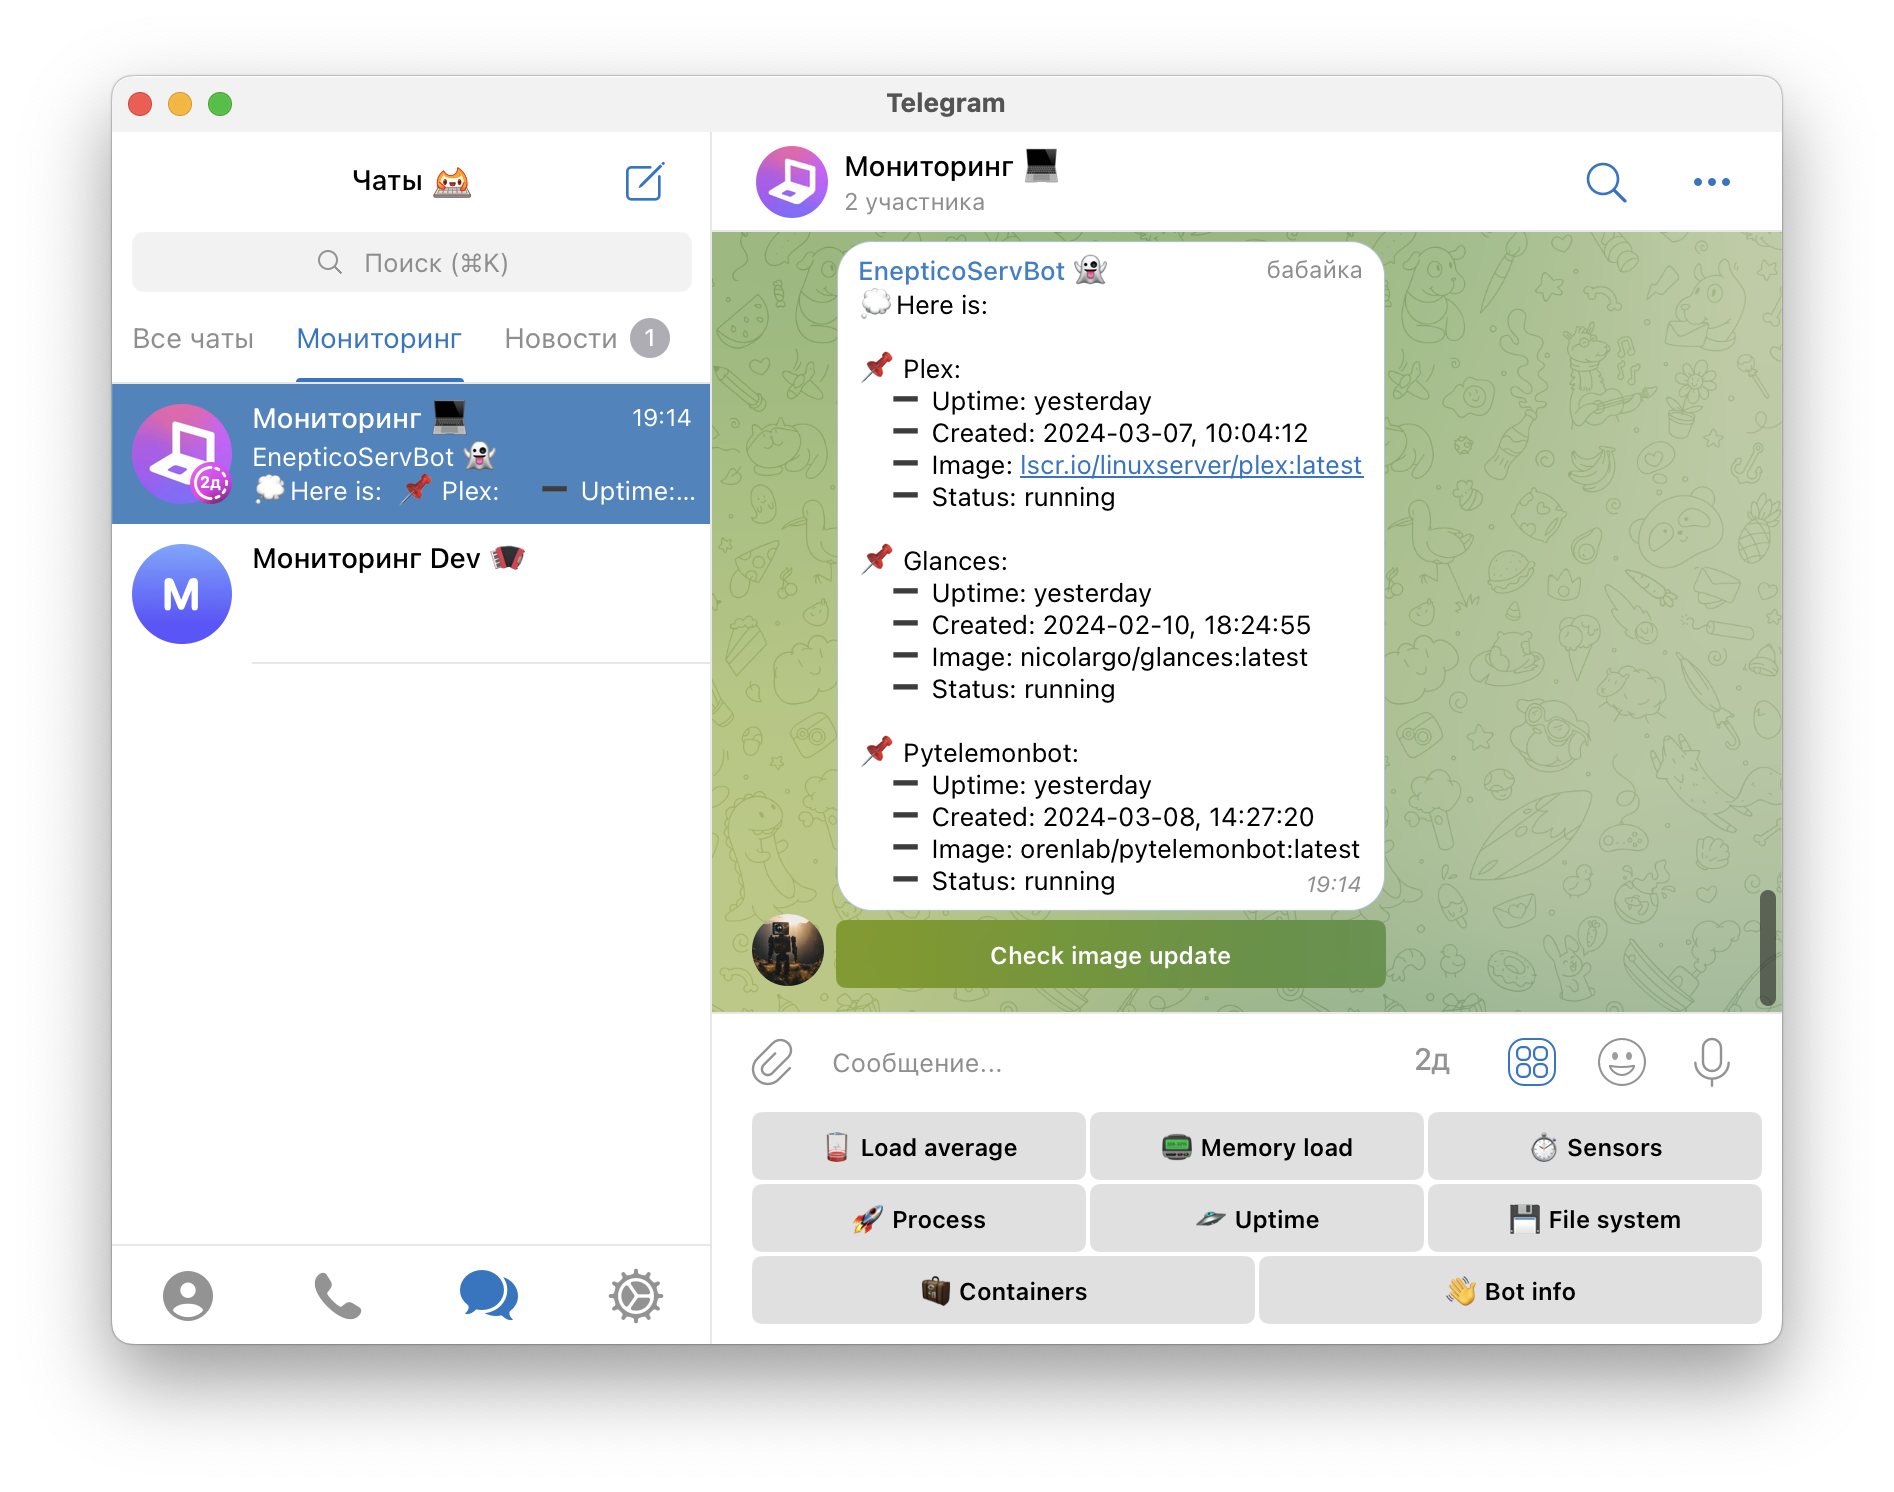 Telegram
Чаты
Поиск (⌘K)
Все чаты
Мониторинг
Новости 1
Мониторинг 19:14
EnepticoServBot
Here is: Plex: Uptime:...
2д
M
Мониторинг Dev
Мониторинг
2 участника
EnepticoServBot бабайка
Here is:
Plex:
Uptime: yesterday
Created: 2024-03-07, 10:04:12
Image: lscr.io/linuxserver/plex:latest
Status: running
Glances:
Uptime: yesterday
Created: 2024-02-10, 18:24:55
Image: nicolargo/glances:latest
Status: running
Pytelemonbot:
Uptime: yesterday
Created: 2024-03-08, 14:27:20
Image: orenlab/pytelemonbot:latest
Status: running
19:14
Check image update
Сообщение... 2д
Load average
Memory load
Sensors
Process
Uptime
File system
Containers
Bot info